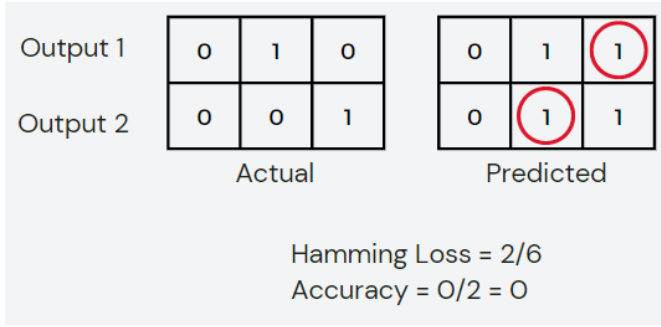 Output 1 0 1 0 0 1 1
Output 2 0 0 1 0 1 1
Actual Predicted
Hamming Loss = 2/6
Accuracy = 0/2 = 0